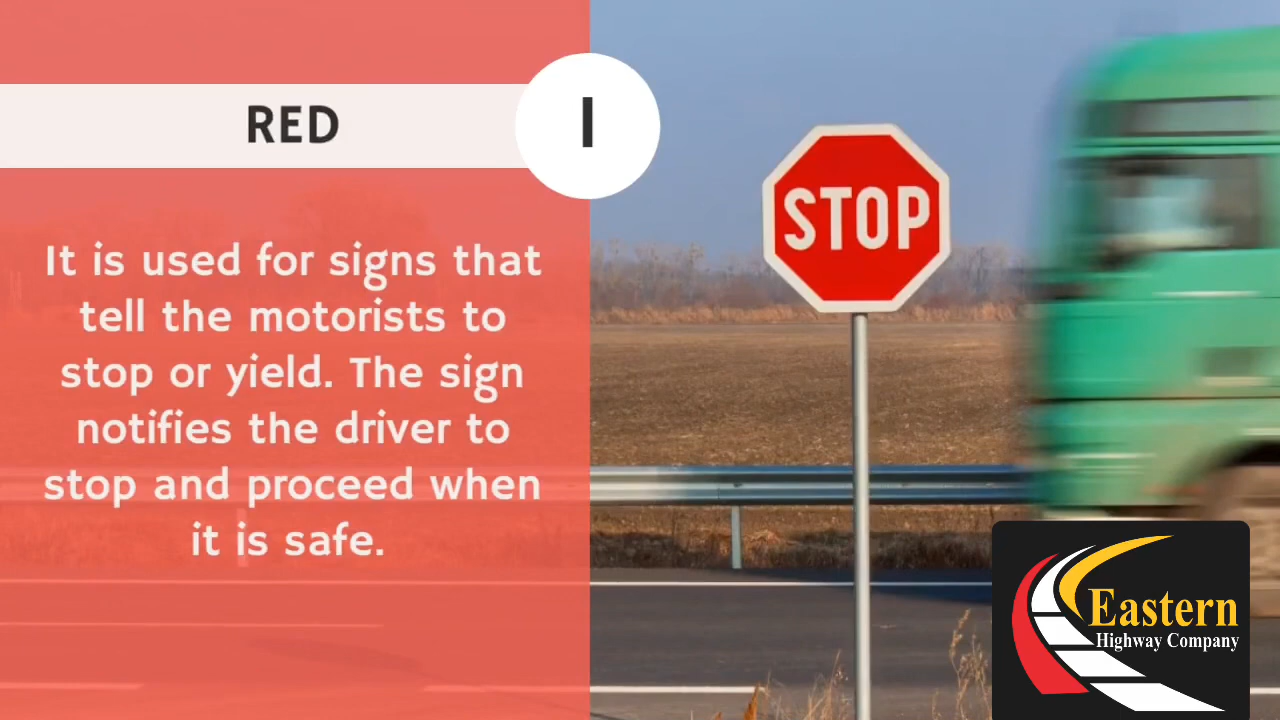 RED
1
It is used for signs that
tell the motorists to
stop or yield. The sign
notifies the driver to
stop and proceed when
it is safe.
STOP
Eastern
Highway Company